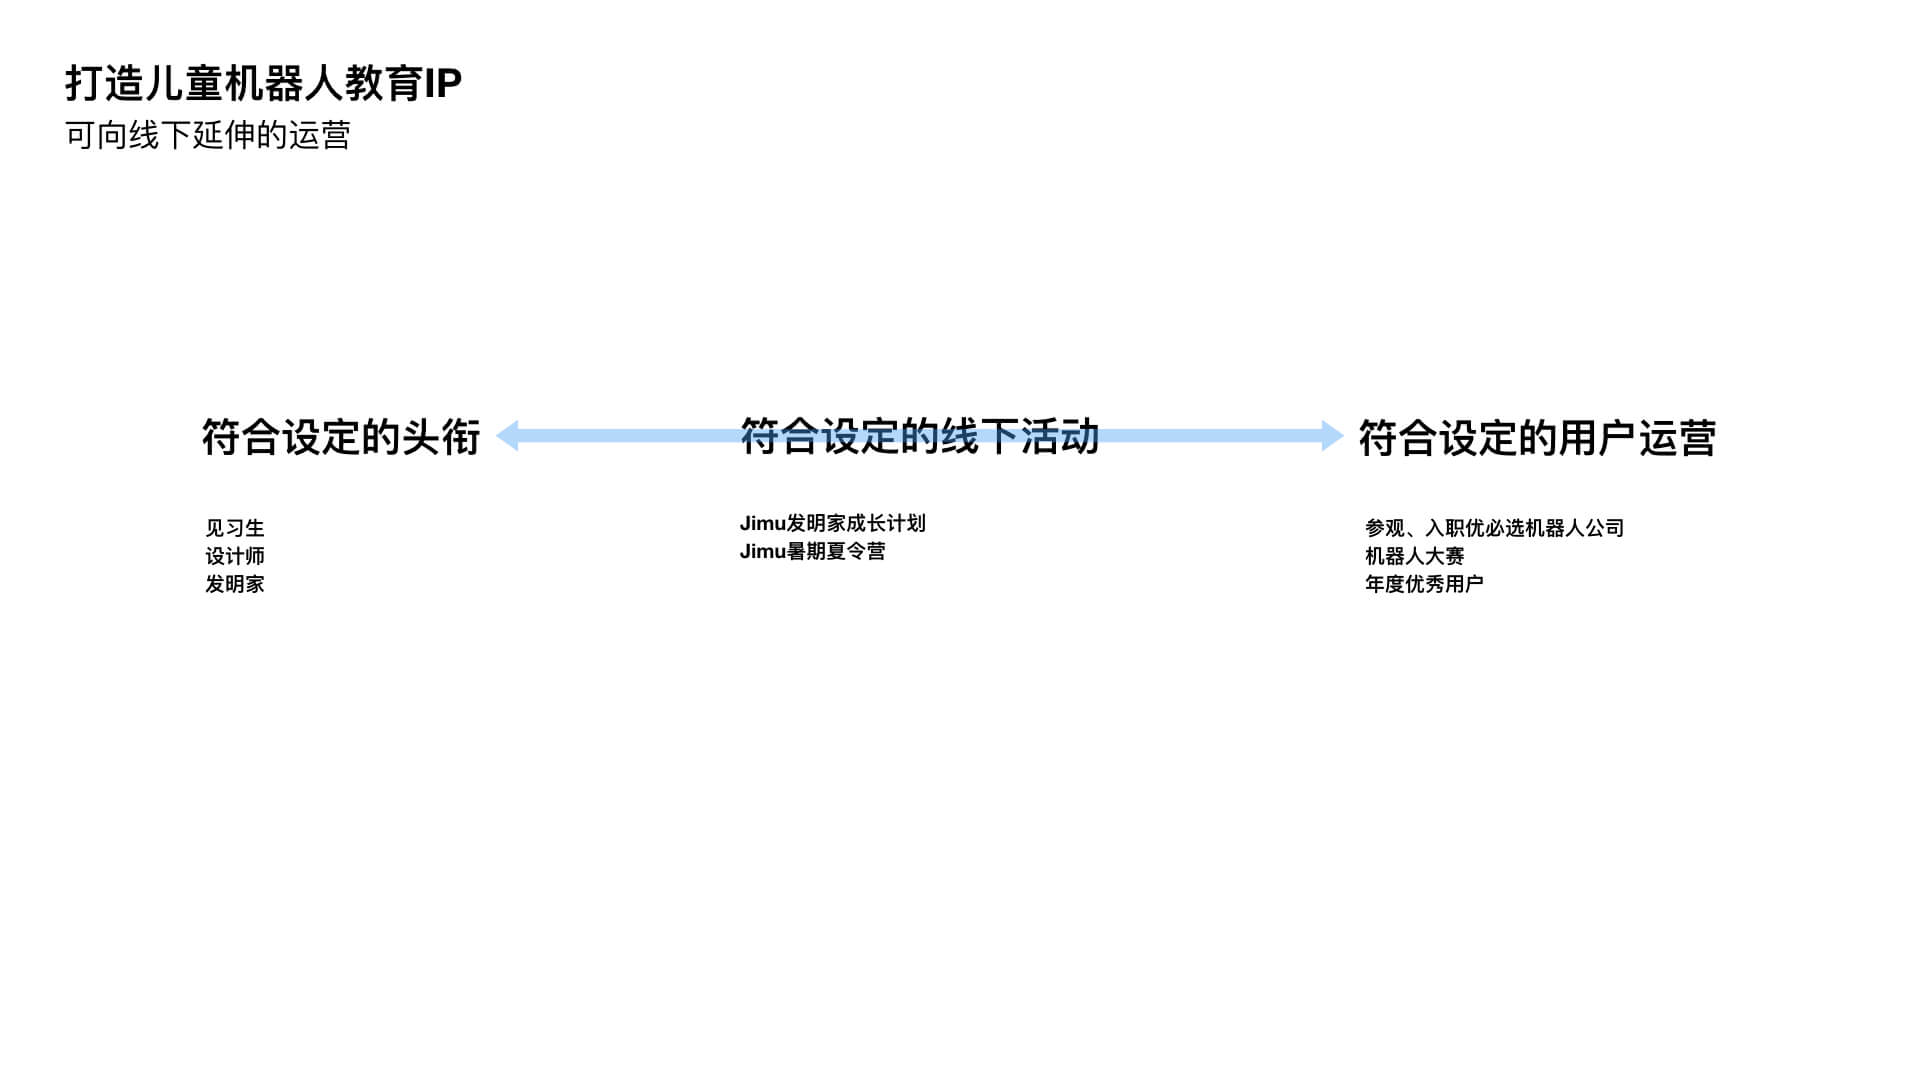 打造儿童机器人教育IP
可向线下延伸的运营
符合设定的头衔
见习生
设计师
发明家
符合设定的线下活动
Jimu发明家成长计划
Jimu暑期夏令营
符合设定的用户运营
参观、入职优必选机器人公司
机器人大赛
年度优秀用户